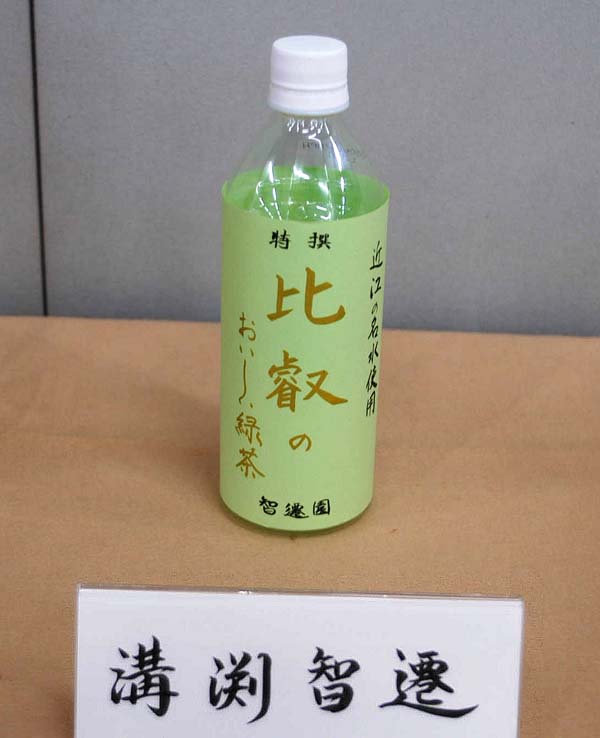 特撰
近江の名水使用
比叡の
おいしい緑茶
智遷園
溝渕智遷